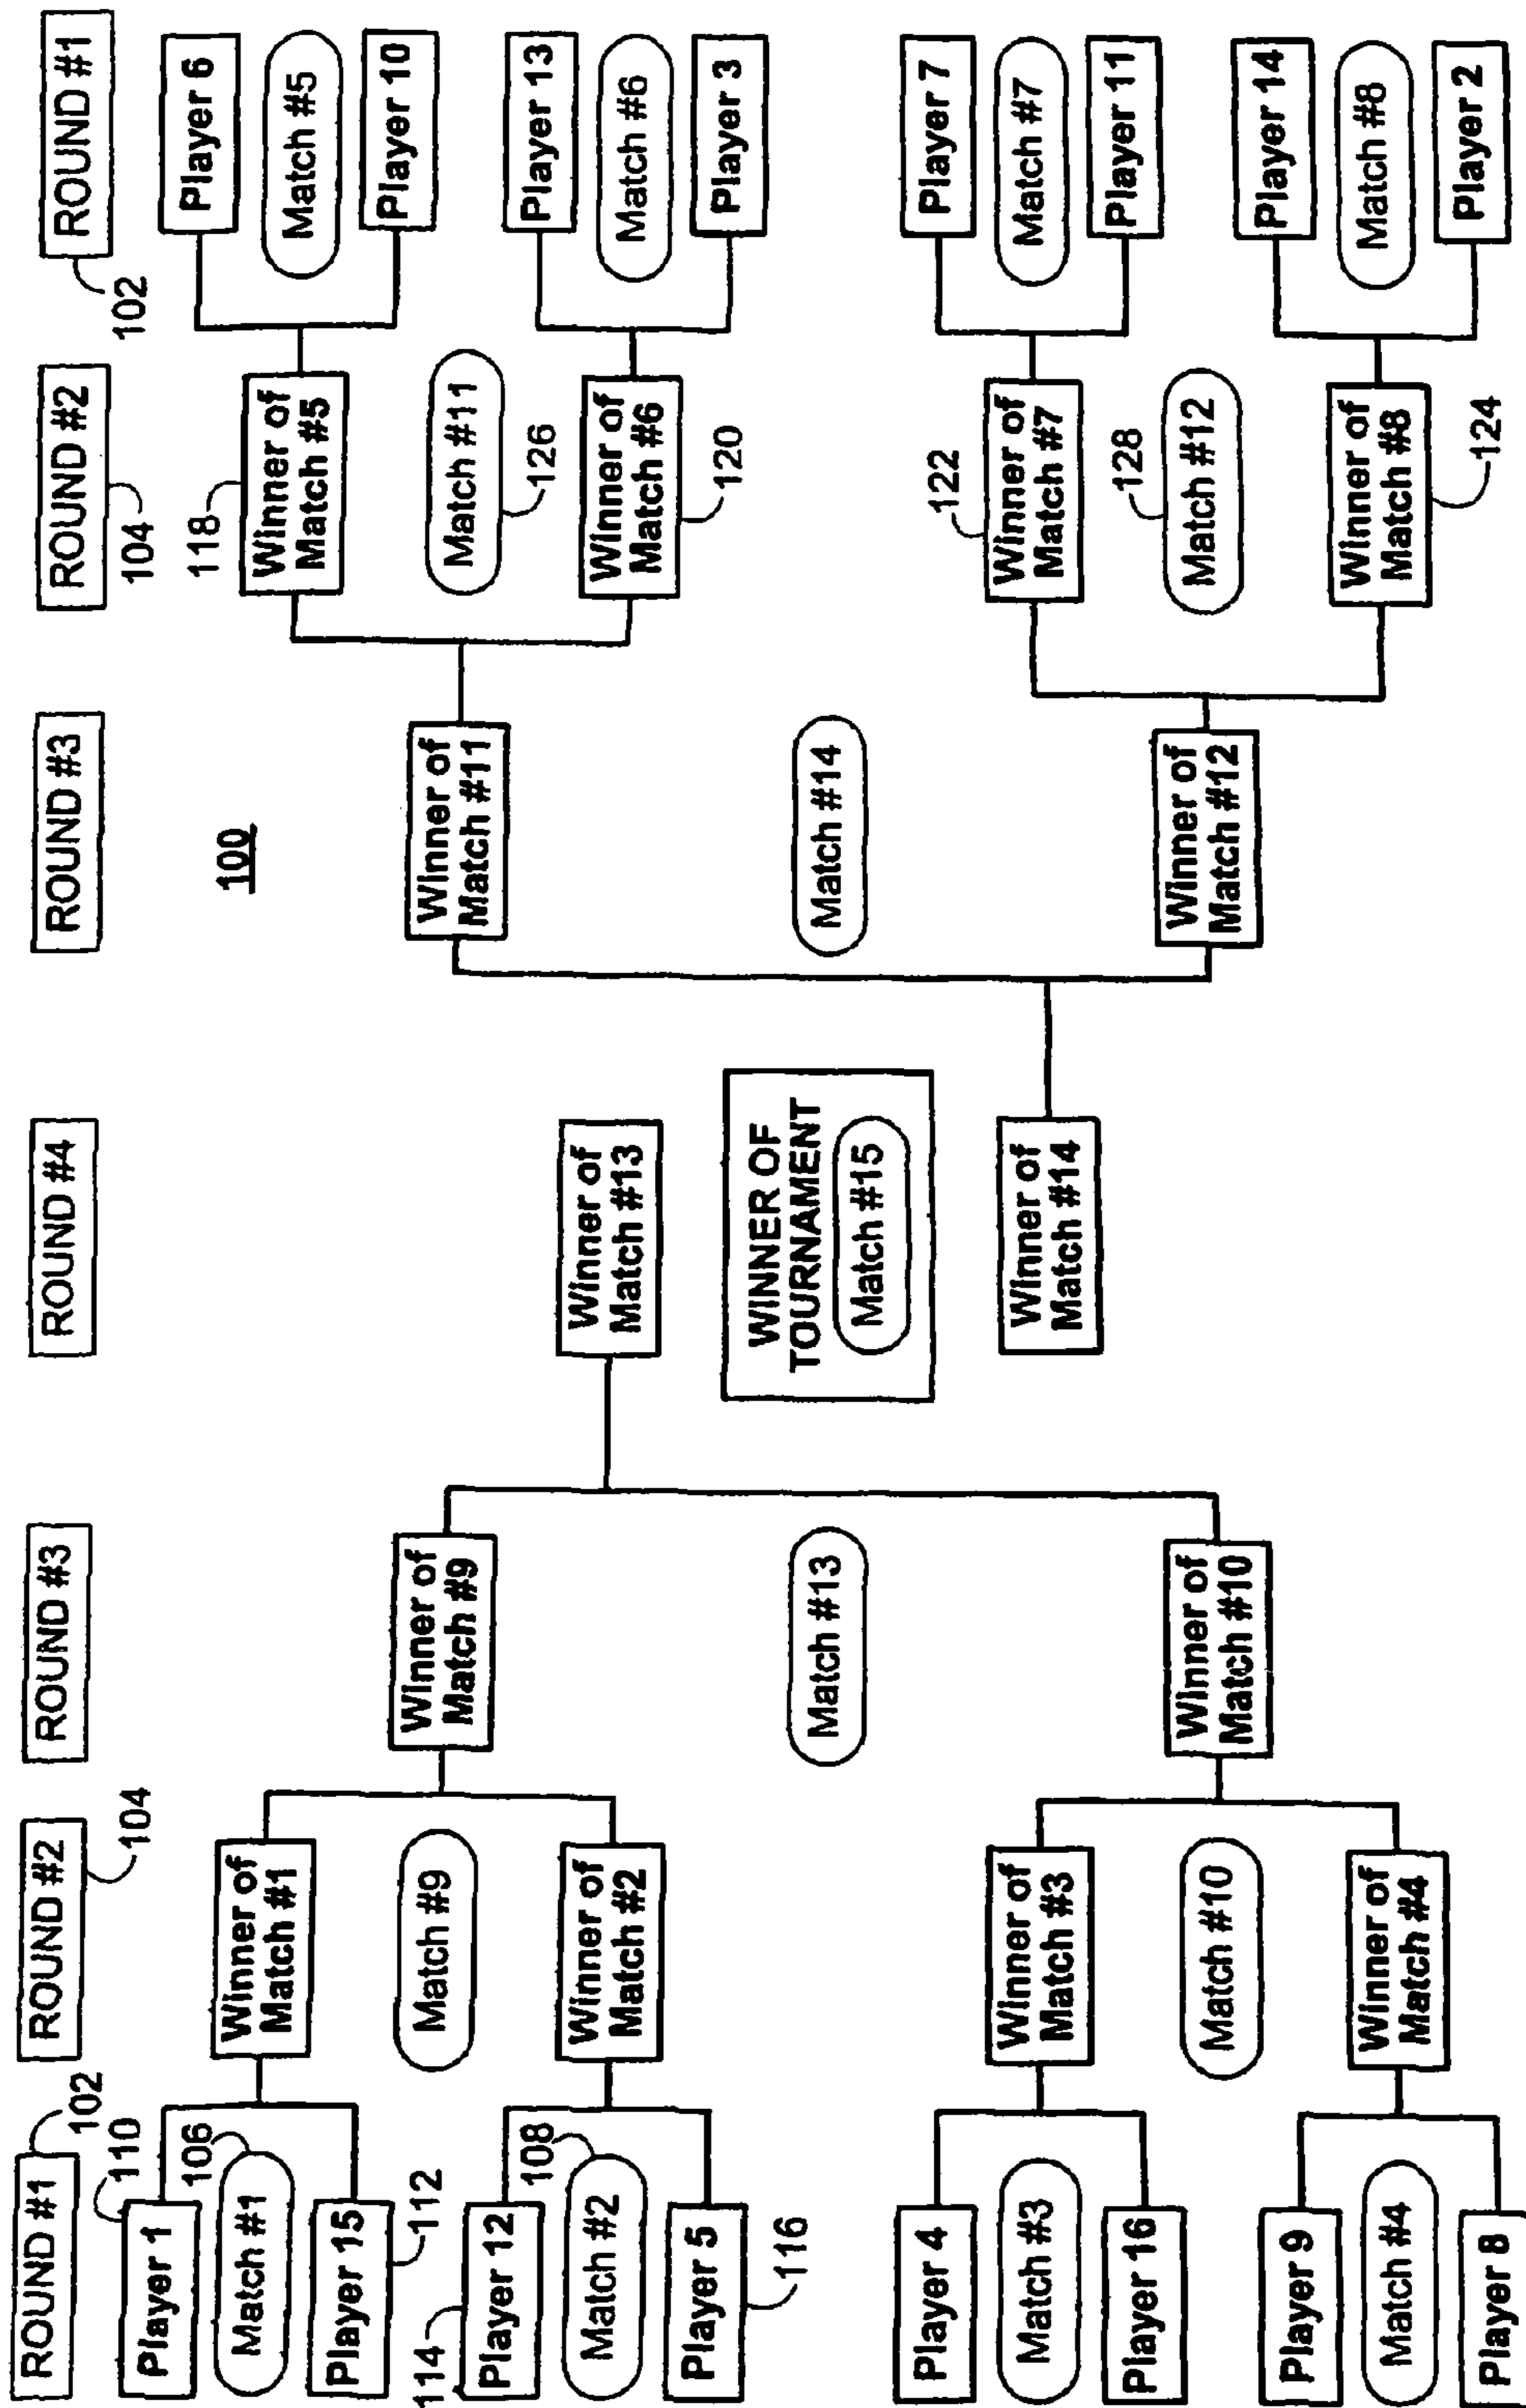 ROUND #1
102
ROUND #2
104
ROUND #3
ROUND #4
ROUND #3
ROUND #2
104
ROUND #1
102
110
Player 1
106
Match #1
Player 15
112
114
Player 12
108
Match #2
Player 5
116
Player 4
Match #3
Player 16
Player 9
Match #4
Player 8
Winner of
Match #1
Match #9
Winner of
Match #2
Winner of
Match #3
Match #10
Winner of
Match #4
Winner of
Match #9
Match #13
Winner of
Match #10
Winner of
Match #13
WINNER OF
TOURNAMENT
Match #15
Winner of
Match #14
100
Winner of
Match #11
Match #14
Winner of
Match #12
118
Winner of
Match #5
Match #11
126
Winner of
Match #6
120
122
Winner of
Match #7
128
Match #12
Winner of
Match #8
124
Player 6
Match #5
Player 10
Player 13
Match #6
Player 3
Player 7
Match #7
Player 11
Player 14
Match #8
Player 2